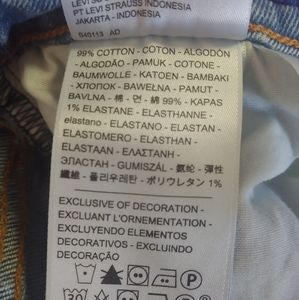 PT LEVI STRAUSS INDONESIA
JAKARTA - INDONESIA
S40113 AD
99% COTTON - COTON - ALGODÓN
- ALGODÃO - PAMUK - COTONE -
BAUMWOLLE - KATOEN - BAMBAKI
- ХЛОПОК - BAWEŁNA - PAMUT -
BAVLNA - 棉 - 면 99% - KAPAS
1% ELASTANE - ELASTHANNE -
elastano - ELASTANO - ELASTAN -
ELASTOMERO - ELASTHAN -
ELASTAAN - ΕΛΑΣΤΑΝΗ -
ЭЛАСТАН - GUMISZÁL - 氨纶 - 彈性
纖維 - 폴리우레탄 - ポリウレタン 1%
EXCLUSIVE OF DECORATION -
EXCLUANT L'ORNEMENTATION -
EXCLUYENDO ELEMENTOS
DECORATIVOS - EXCLUINDO
DECORAÇÃO
30